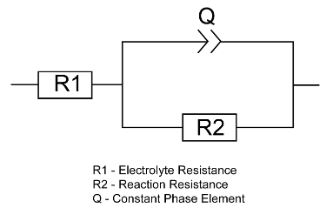 Q
R1
R2
R1 - Electrolyte Resistance
R2 - Reaction Resistance
Q - Constant Phase Element